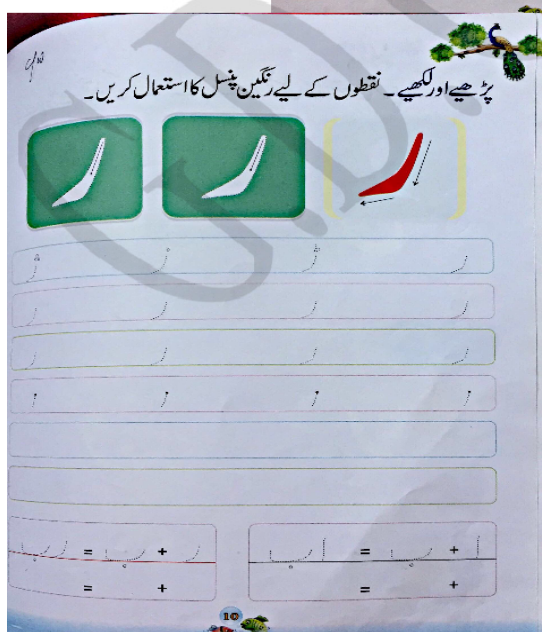 پڑھیے اور لکھیے۔ نقطوں کے لیے رنگین پنسل کا استعمال کریں۔
ر ر ر
ر ر ر ر
ر ر ر ر
ر ر ر ر
ر ر ر ر
ا + ب = اب ر + ب = رب
+ = + =
10